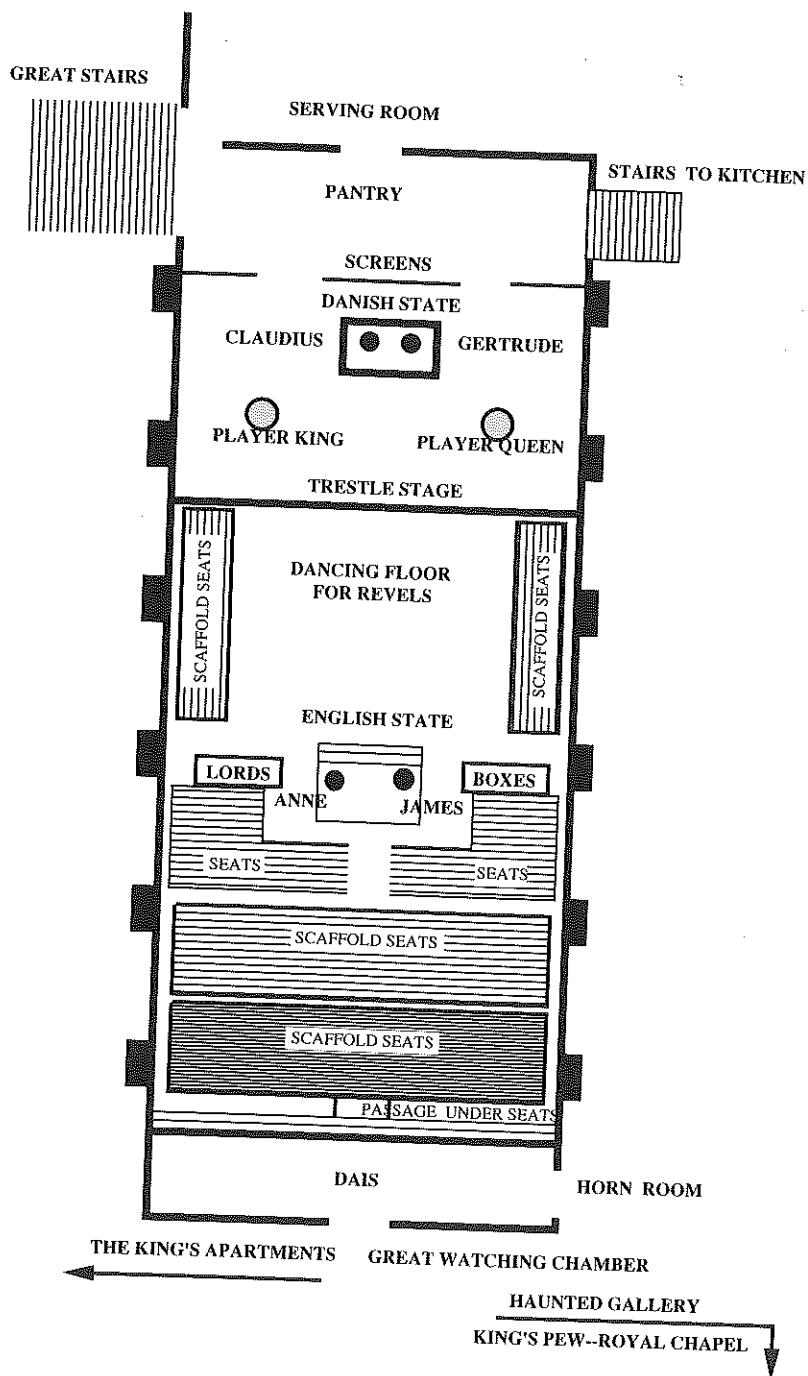 GREAT STAIRS
SERVING ROOM
STAIRS TO KITCHEN
PANTRY
SCREENS
DANISH STATE
CLAUDIUS
GERTRUDE
PLAYER KING
PLAYER QUEEN
TRESTLE STAGE
SCAFFOLD SEATS
DANCING FLOOR
FOR REVELS
SCAFFOLD SEATS
ENGLISH STATE
LORDS
BOXES
ANNE
JAMES
SEATS
SEATS
SCAFFOLD SEATS
SCAFFOLD SEATS
PASSAGE UNDER SEATS
DAIS
HORN ROOM
THE KING'S APARTMENTS
GREAT WATCHING CHAMBER
HAUNTED GALLERY
KING'S PEW--ROYAL CHAPEL